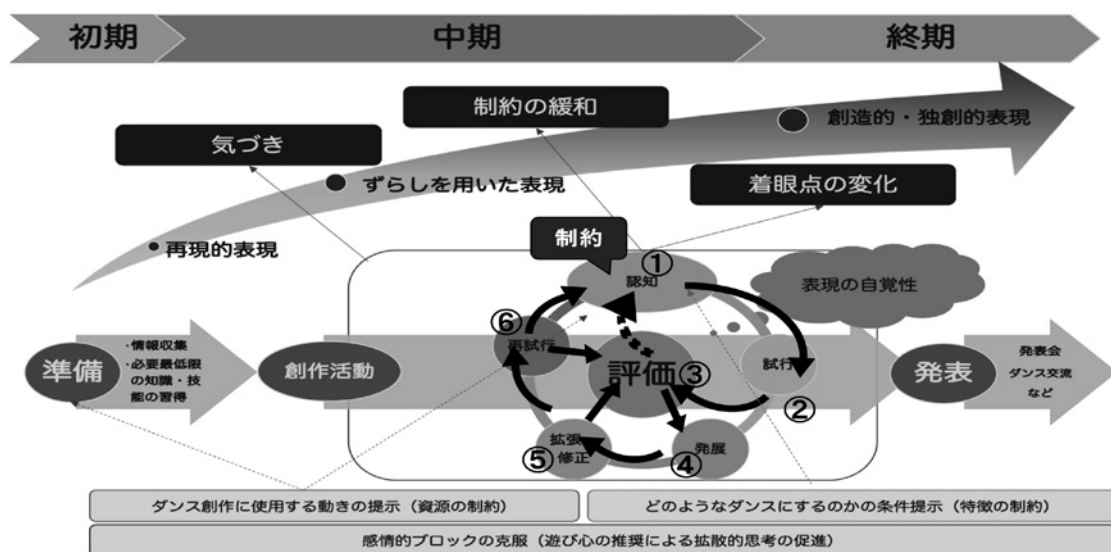 初期
中期
終期
制約の緩和
気づき
創造的・独創的表現
ずらしを用いた表現
着眼点の変化
再現的表現
制約
①
認知
表現の自覚性
⑥
再試行
準備
・情報収集
・必要最低限
の知識・技
能の習得
創作活動
評価
③
試行
②
発表
発表会
ダンス交流
など
拡張
修正
⑤
発展
④
ダンス創作に使用する動きの提示（資源の制約）
どのようなダンスにするのかの条件提示（特徴の制約）
感情的ブロックの克服（遊び心の推奨による拡散的思考の促進）